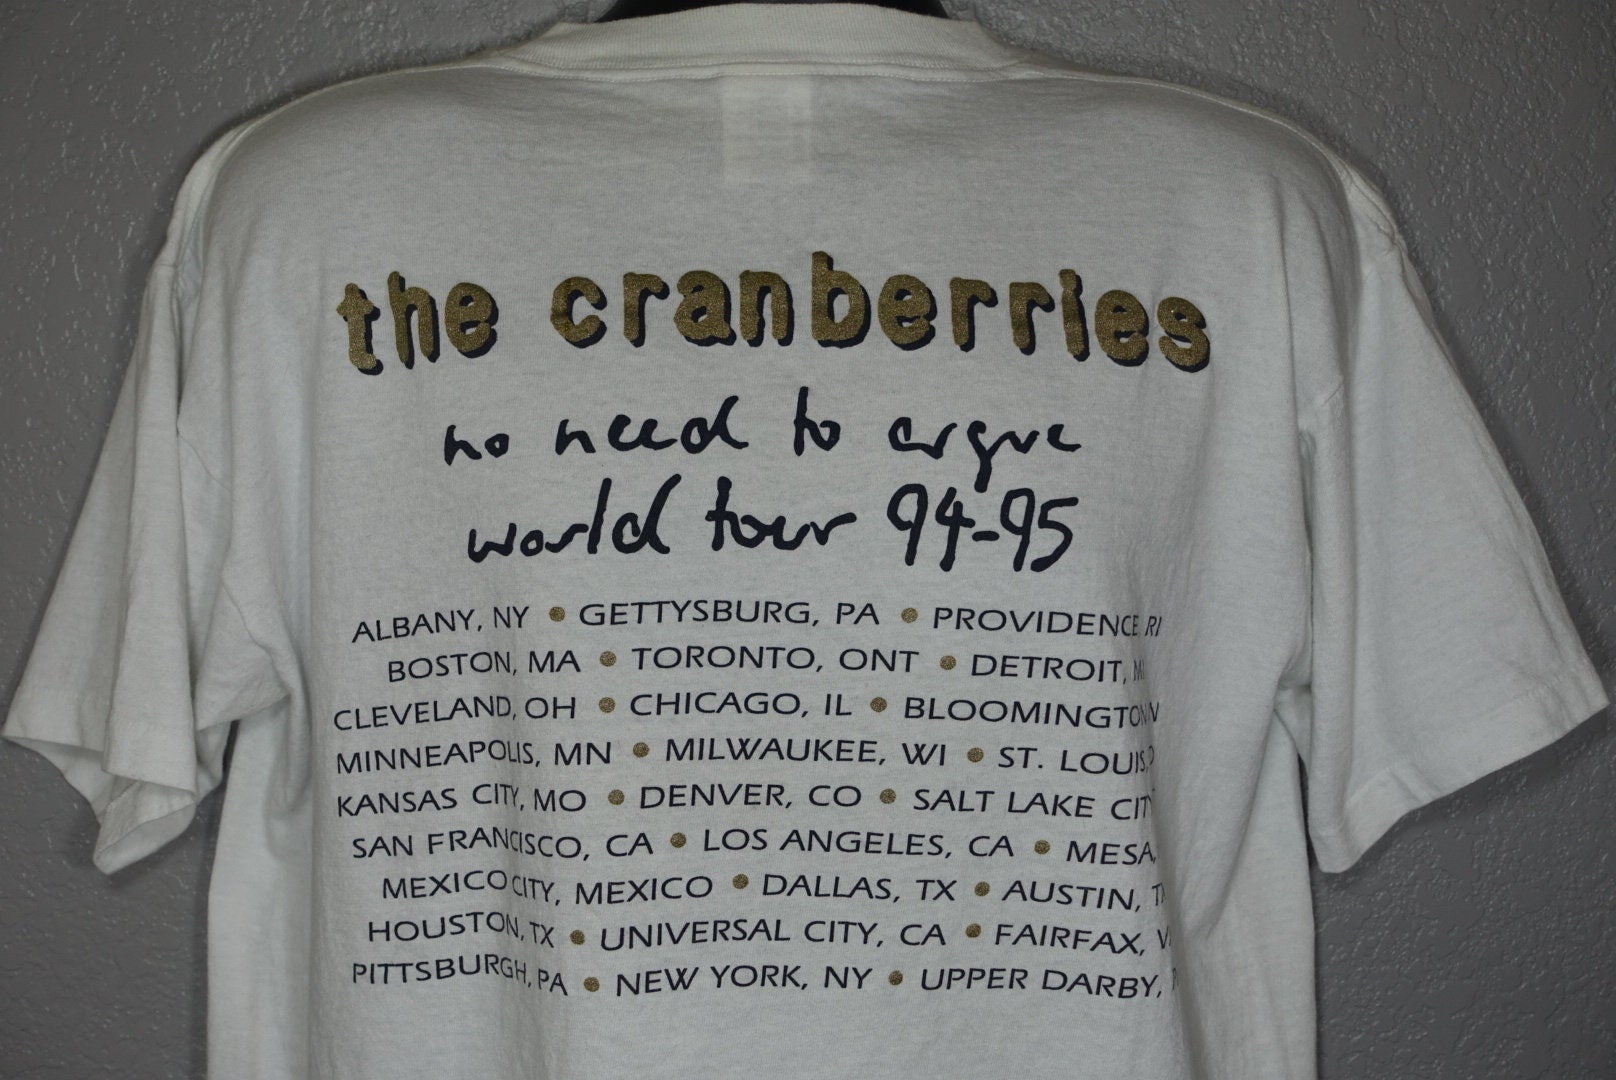 the cranberries
no need to argue
world tour 94-95
ALBANY, NY • GETTYSBURG, PA • PROVIDENCE RI
BOSTON, MA • TORONTO, ONT • DETROIT, MI
CLEVELAND, OH • CHICAGO, IL • BLOOMINGTON
MINNEAPOLIS, MN • MILWAUKEE, WI • ST. LOUIS,
KANSAS CITY, MO • DENVER, CO • SALT LAKE CITY
SAN FRANCISCO, CA • LOS ANGELES, CA • MESA,
MEXICO CITY, MEXICO • DALLAS, TX • AUSTIN, TX
HOUSTON, TX • UNIVERSAL CITY, CA • FAIRFAX,
PITTSBURGH, PA • NEW YORK, NY • UPPER DARBY,